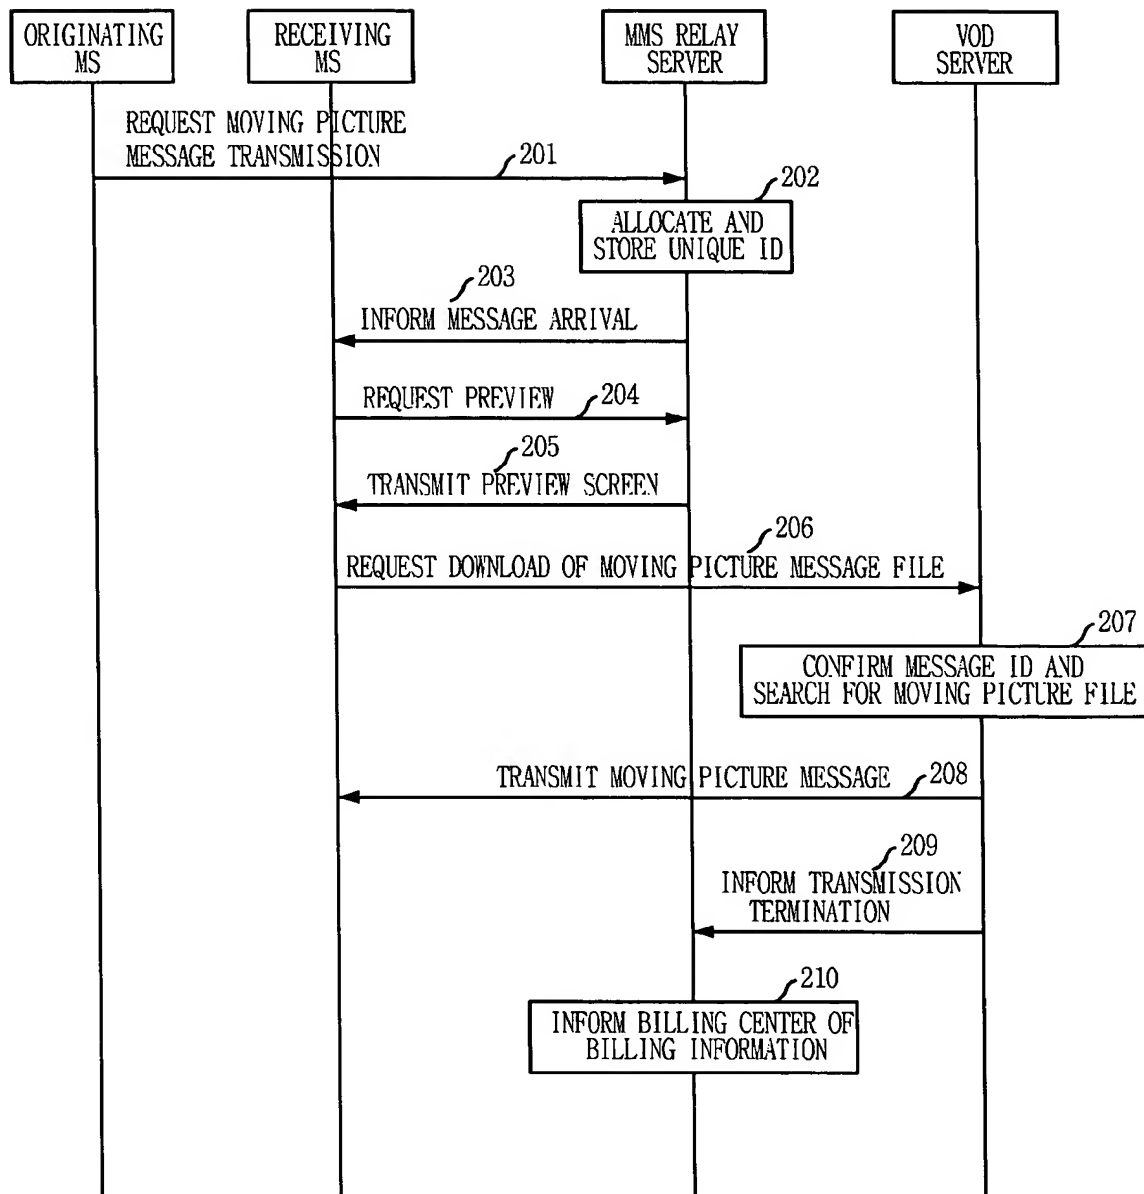 ORIGINATING
MS
RECEIVING
MS
MMS RELAY
SERVER
VOD
SERVER
REQUEST MOVING PICTURE
MESSAGE TRANSMISSION
201
202
ALLOCATE AND
STORE UNIQUE ID
203
INFORM MESSAGE ARRIVAL
REQUEST PREVIEW
204
205
TRANSMIT PREVIEW SCREEN
206
REQUEST DOWNLOAD OF MOVING PICTURE MESSAGE FILE
207
CONFIRM MESSAGE ID AND
SEARCH FOR MOVING PICTURE FILE
TRANSMIT MOVING PICTURE MESSAGE
208
209
INFORM TRANSMISSION
TERMINATION
210
INFORM BILLING CENTER OF
BILLING INFORMATION